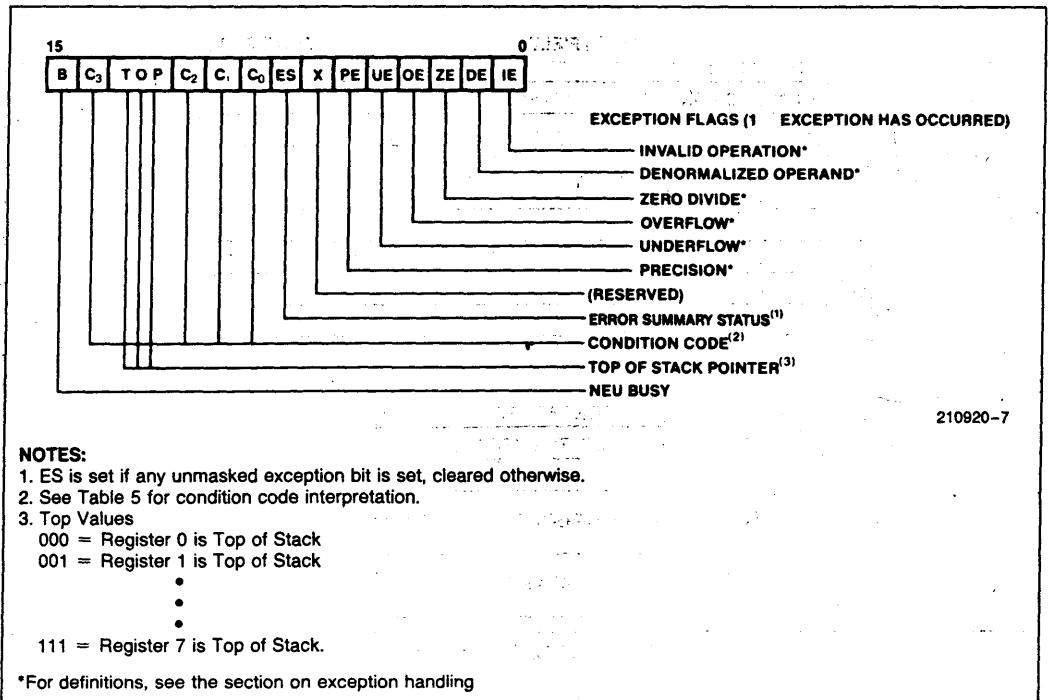 15 0
B C3 T O P C2 C1 C0 ES X PE UE OE ZE DE IE
EXCEPTION FLAGS (1 EXCEPTION HAS OCCURRED)
INVALID OPERATION*
DENORMALIZED OPERAND*
ZERO DIVIDE*
OVERFLOW*
UNDERFLOW*
PRECISION*
(RESERVED)
ERROR SUMMARY STATUS(1)
CONDITION CODE(2)
TOP OF STACK POINTER(3)
NEU BUSY
210920-7
NOTES:
1. ES is set if any unmasked exception bit is set, cleared otherwise.
2. See Table 5 for condition code interpretation.
3. Top Values
000 = Register 0 is Top of Stack
001 = Register 1 is Top of Stack
•
•
•
111 = Register 7 is Top of Stack.
*For definitions, see the section on exception handling